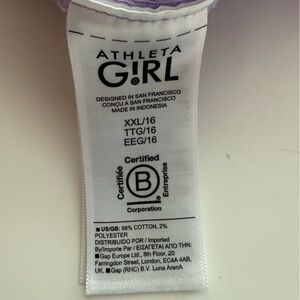 ATHLETA
G!RL
DESIGNED IN SAN FRANCISCO
CONÇU À SAN FRANCISCO
MADE IN INDONESIA
XXL/16
TTG/16
EEG/16
Certified
Certifiée
B
Entreprise
Corporation
■ US/GB: 98% COTTON, 2%
POLYESTER
DISTRIBUIDO POR / Imported
By/Importe Par / ΕΙΣΑΓΕΤΑΙ ΑΠΟ ΤΗΝ:
■Gap Europe Ltd., 8th Floor, 20
Farringdon Street, London, EC4A 4AB,
UK. ■Gap (RHC) B.V. Luna ArenA